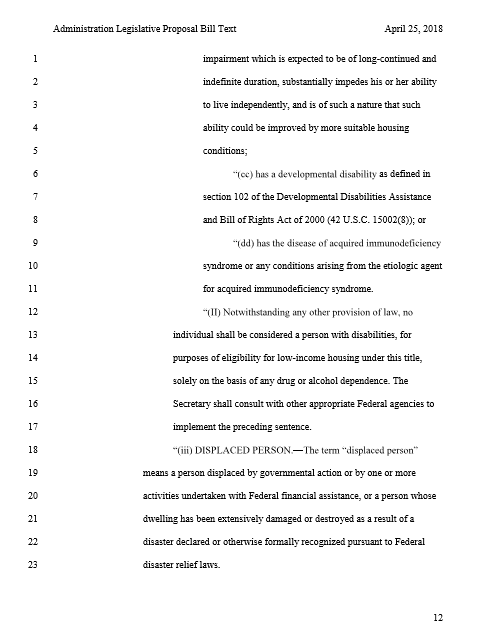 Administration Legislative Proposal Bill Text April 25, 2018
1 impairment which is expected to be of long-continued and
2 indefinite duration, substantially impedes his or her ability
3 to live independently, and is of such a nature that such
4 ability could be improved by more suitable housing
5 conditions;
6 “(cc) has a developmental disability as defined in
7 section 102 of the Developmental Disabilities Assistance
8 and Bill of Rights Act of 2000 (42 U.S.C. 15002(8)); or
9 “(dd) has the disease of acquired immunodeficiency
10 syndrome or any conditions arising from the etiologic agent
11 for acquired immunodeficiency syndrome.
12 “(II) Notwithstanding any other provision of law, no
13 individual shall be considered a person with disabilities, for
14 purposes of eligibility for low-income housing under this title,
15 solely on the basis of any drug or alcohol dependence. The
16 Secretary shall consult with other appropriate Federal agencies to
17 implement the preceding sentence.
18 “(iii) DISPLACED PERSON.—The term “displaced person”
19 means a person displaced by governmental action or by one or more
20 activities undertaken with Federal financial assistance, or a person whose
21 dwelling has been extensively damaged or destroyed as a result of a
22 disaster declared or otherwise formally recognized pursuant to Federal
23 disaster relief laws.
12